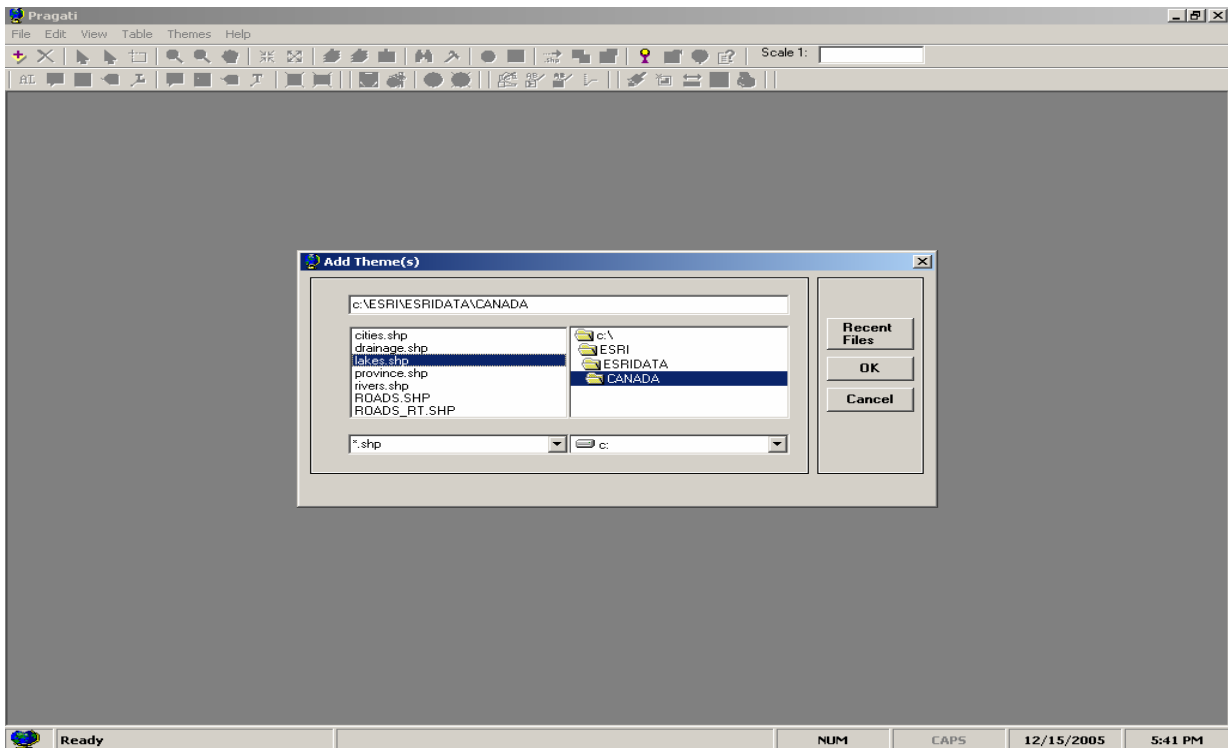 Pragati
File Edit View Table Themes Help
Scale 1:
Add Theme(s)
c:\ESRI\ESRIDATA\CANADA
cities.shp
drainage.shp
lakes.shp
province.shp
rivers.shp
ROADS.SHP
ROADS_RT.SHP
c:\
ESRI
ESRIDATA
CANADA
*.shp
c:
Recent
Files
OK
Cancel
Ready
NUM
CAPS
12/15/2005
5:41 PM